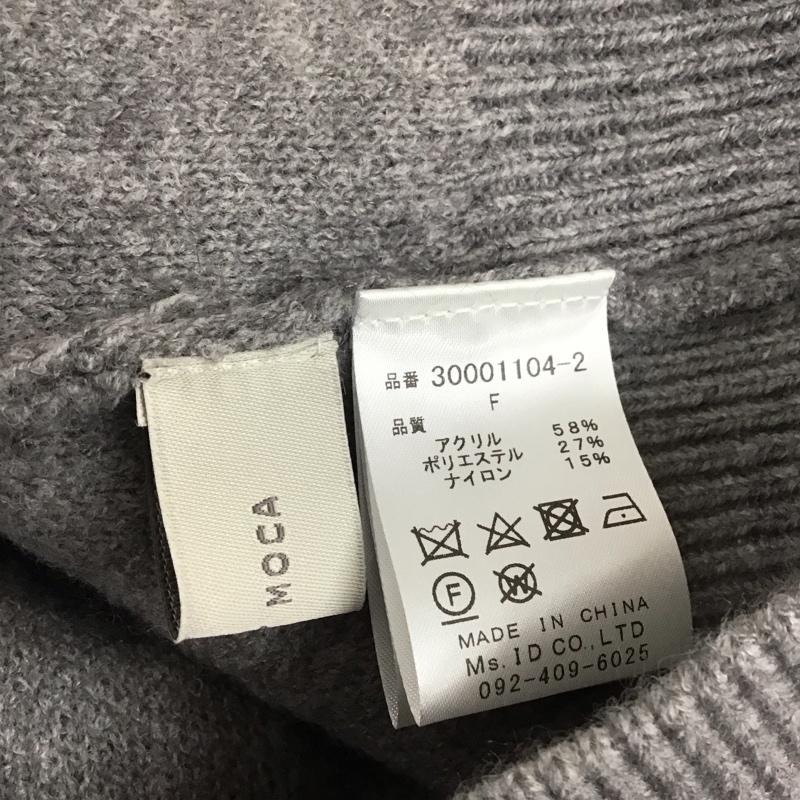 MOCA
品番 30001104-2
F
品質
アクリル 58%
ポリエステル 27%
ナイロン 15%
F W
MADE IN CHINA
Ms.ID CO.,LTD
092-409-6025